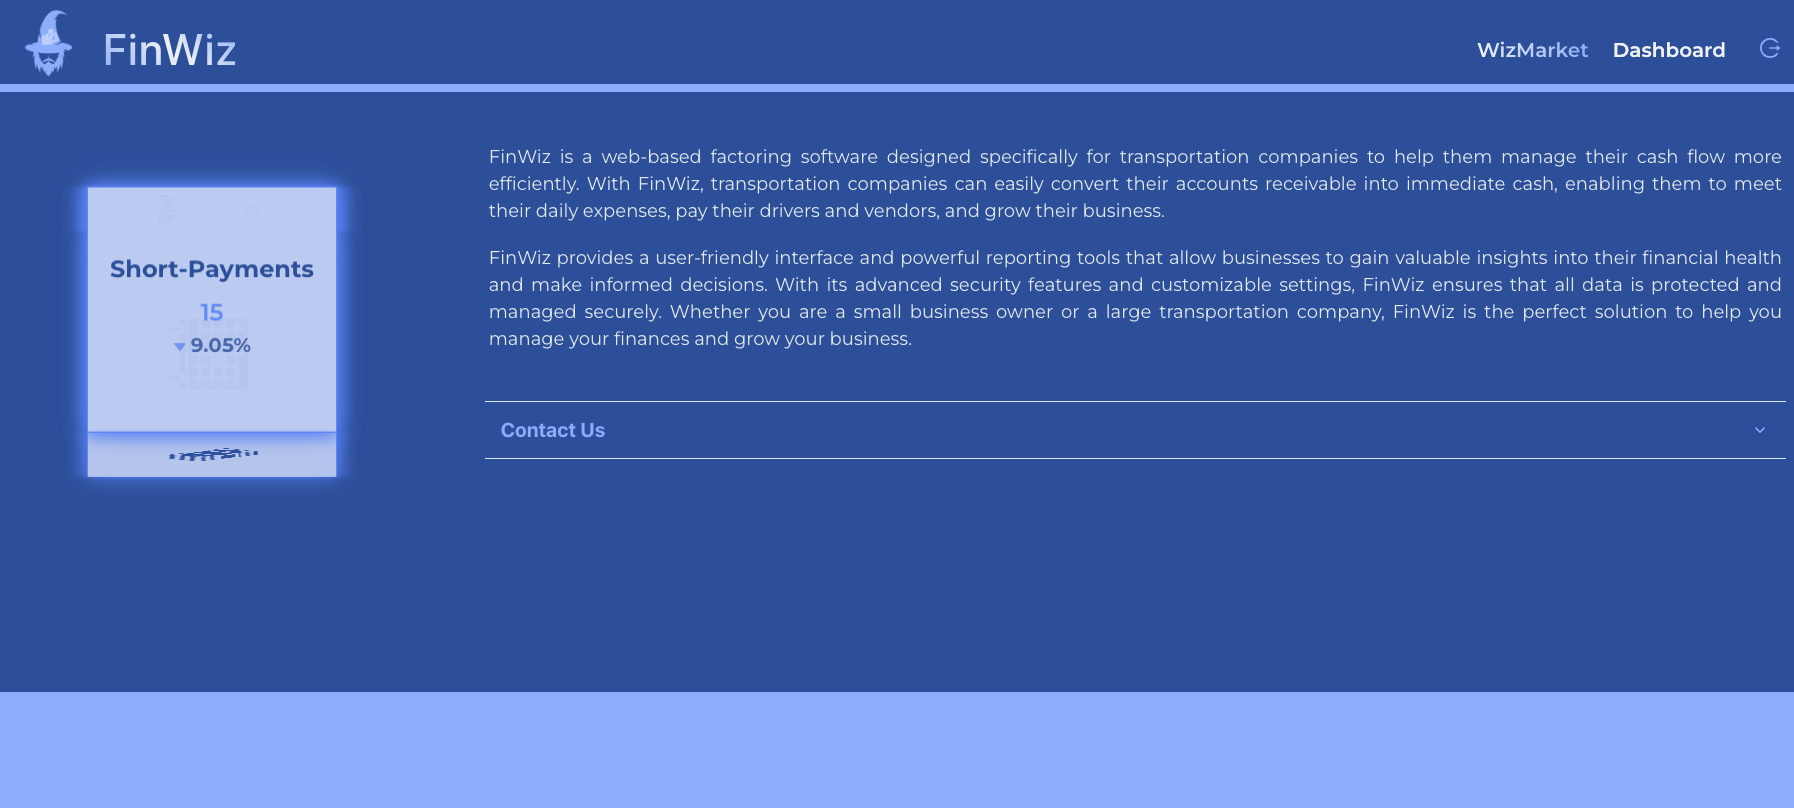 FinWiz
WizMarket Dashboard
Short-Payments
15
9.05%
FinWiz is a web-based factoring software designed specifically for transportation companies to help them manage their cash flow more
efficiently. With FinWiz, transportation companies can easily convert their accounts receivable into immediate cash, enabling them to meet
their daily expenses, pay their drivers and vendors, and grow their business.
FinWiz provides a user-friendly interface and powerful reporting tools that allow businesses to gain valuable insights into their financial health
and make informed decisions. With its advanced security features and customizable settings, FinWiz ensures that all data is protected and
managed securely. Whether you are a small business owner or a large transportation company, FinWiz is the perfect solution to help you
manage your finances and grow your business.
Contact Us